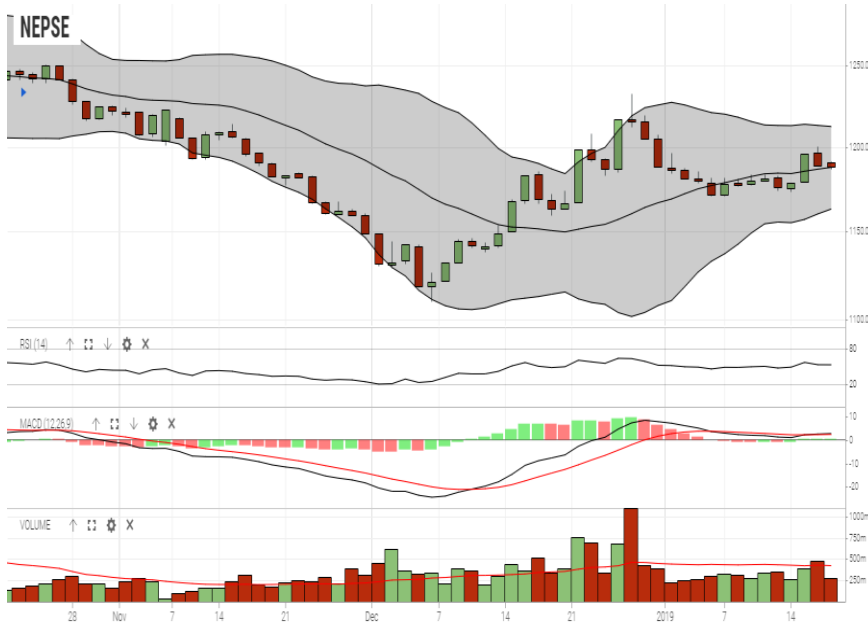 NEPSE
1250.0
1200.0
1150.0
1100.0
RSI (14)
80
20
MACD (12,26,9)
10
0
-10
-20
VOLUME
1000m
750m
500m
250m
28 Nov 7 14 21 Dec 7 14 21 2019 7 14